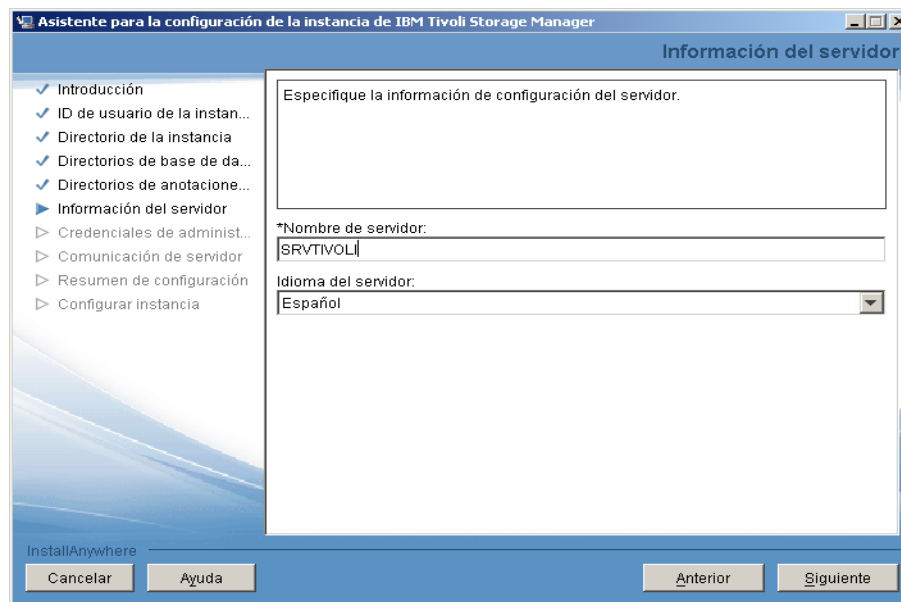 Asistente para la configuración de la instancia de IBM Tivoli Storage Manager
Información del servidor
Introducción
ID de usuario de la instan...
Directorio de la instancia
Directorios de base de da...
Directorios de anotacione...
Información del servidor
Credenciales de administ...
Comunicación de servidor
Resumen de configuración
Configurar instancia
Especifique la información de configuración del servidor.
*Nombre de servidor:
SRVTIVOLI
Idioma del servidor:
Español
InstallAnywhere
Cancelar
Ayuda
Anterior
Siguiente